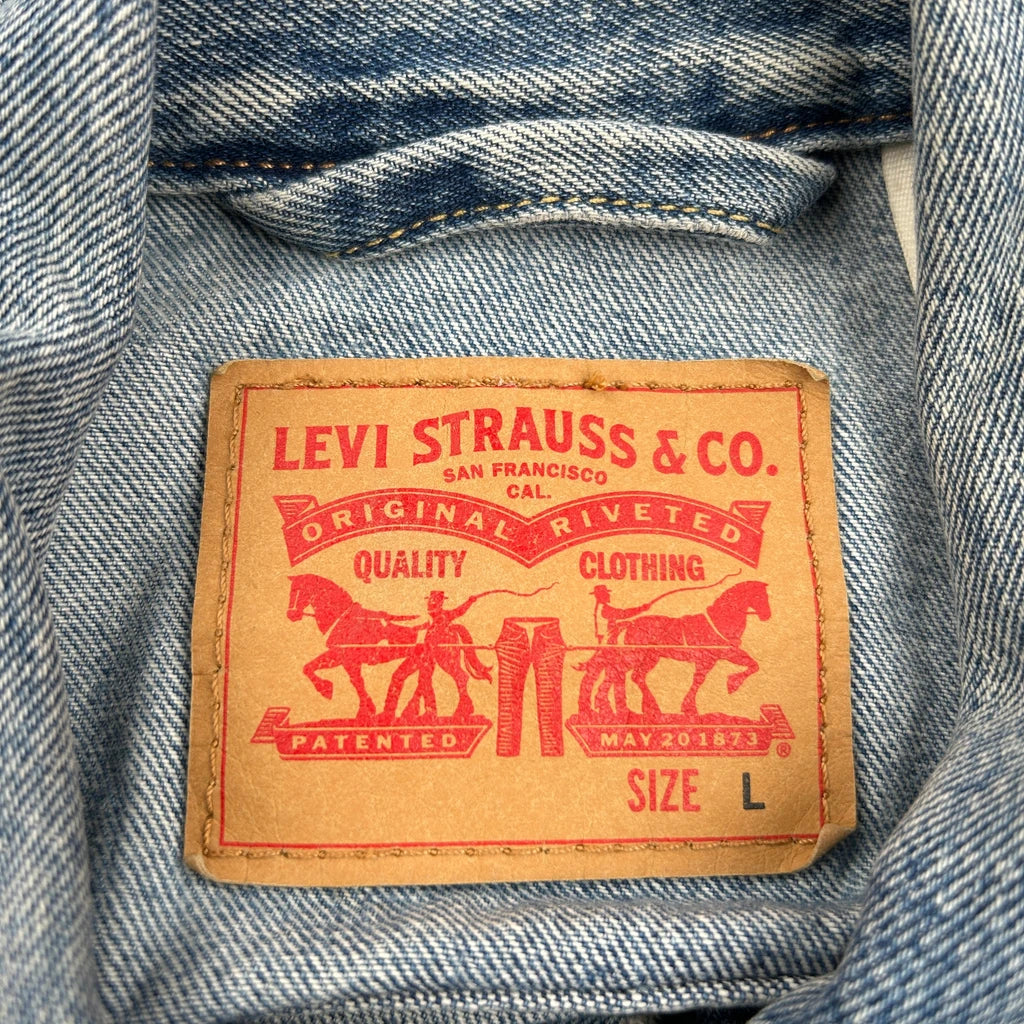 LEVI STRAUSS & CO.
SAN FRANCISCO
CAL.
ORIGINAL RIVETED
QUALITY CLOTHING
PATENTED MAY 20 1873 ®
SIZE L